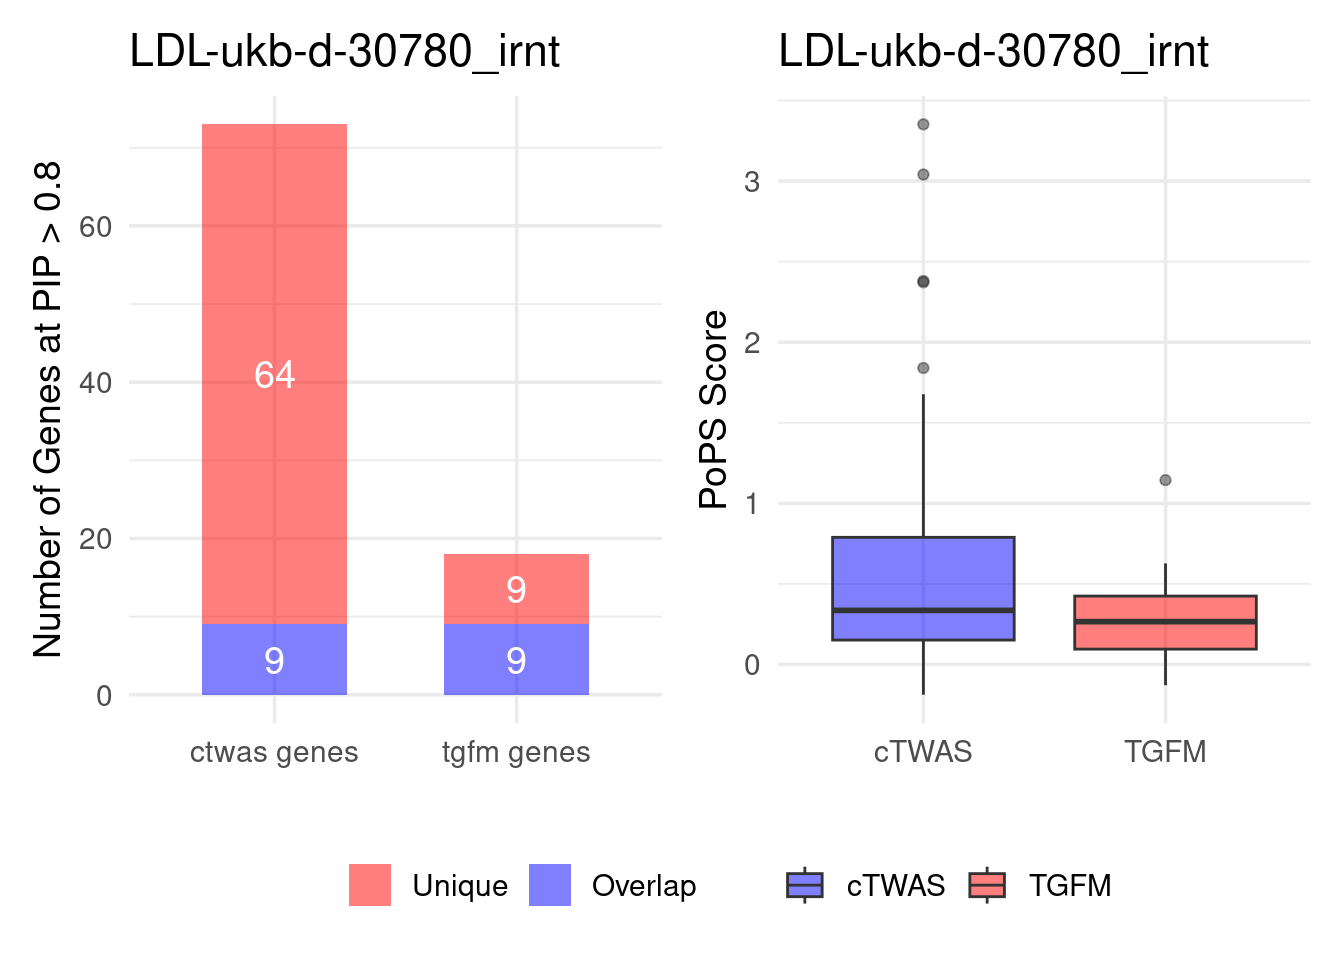 LDL-ukb-d-30780_irnt
Number of Genes at PIP > 0.8
60
40
20
0
64
9
9
9
ctwas genes
tgfm genes
Unique
Overlap
LDL-ukb-d-30780_irnt
PoPS Score
3
2
1
0
cTWAS
TGFM
cTWAS
TGFM